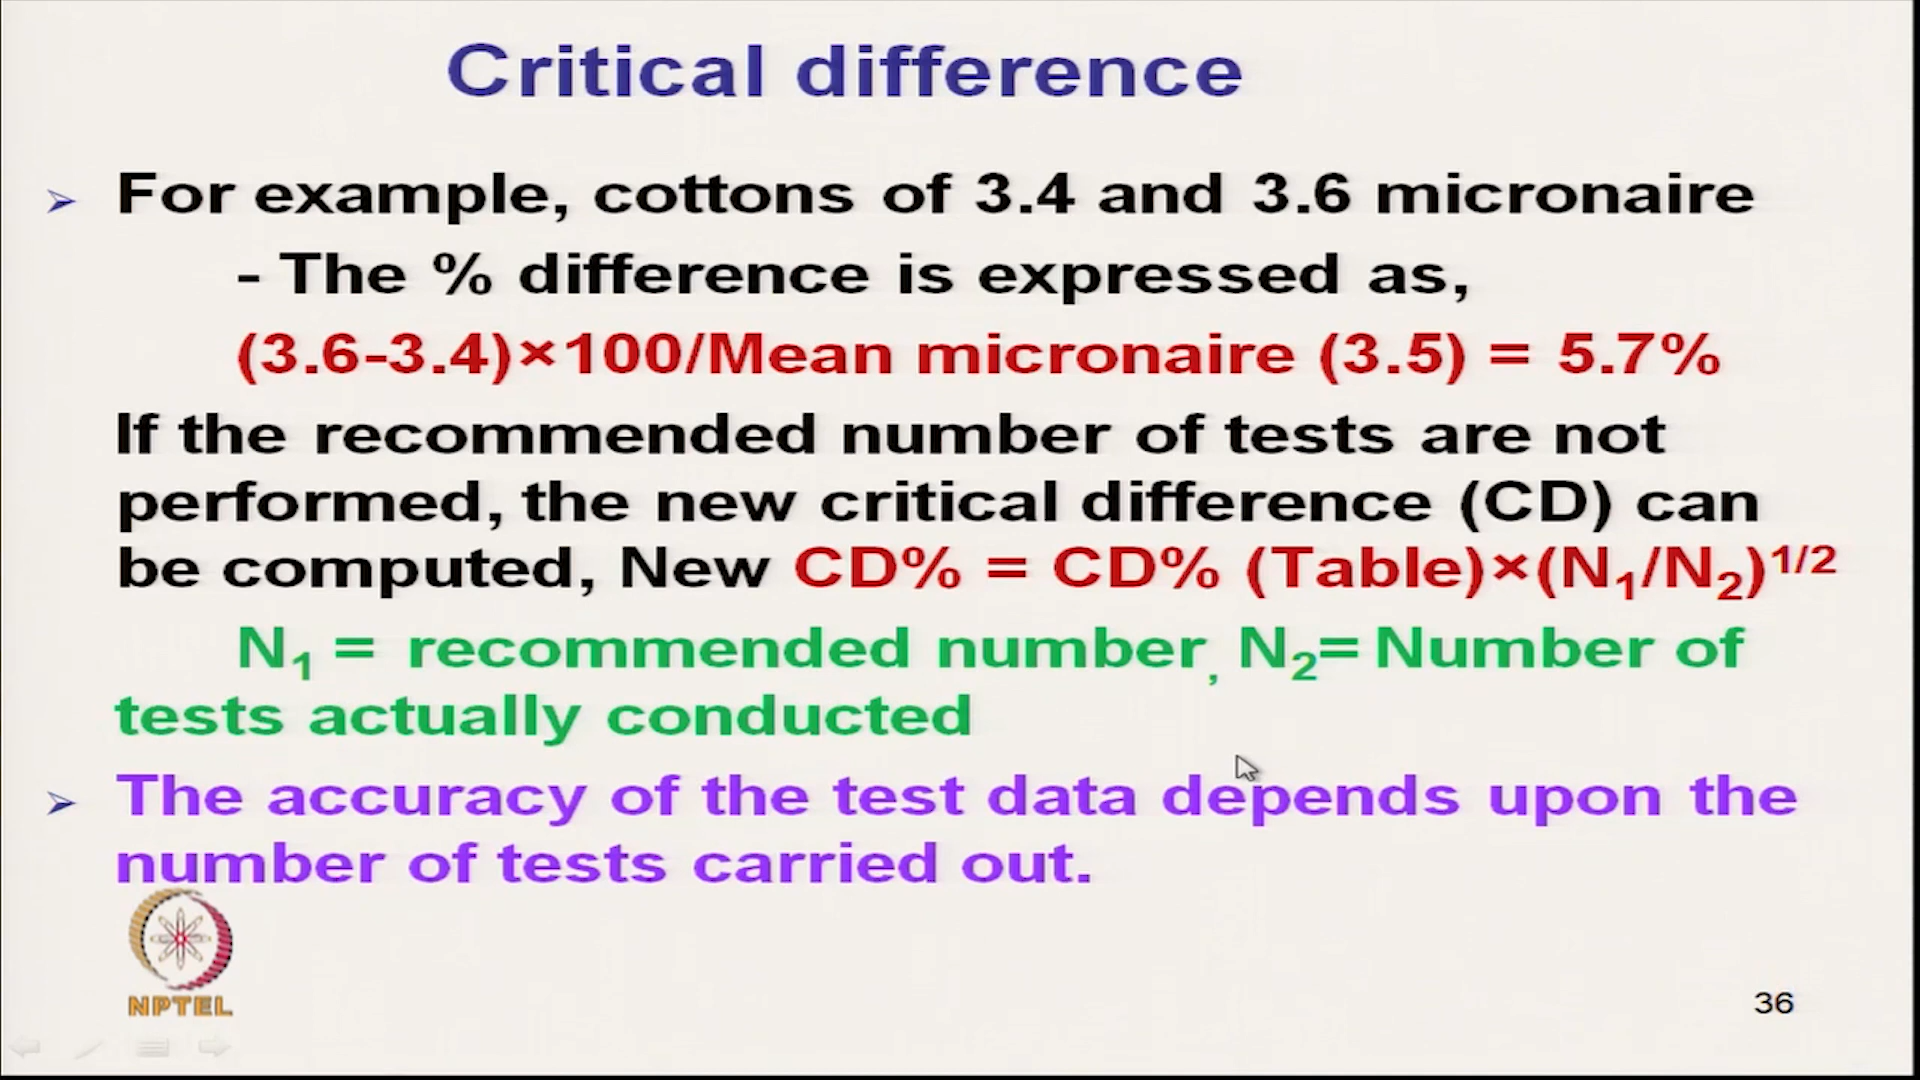 Critical difference
➢ For example, cottons of 3.4 and 3.6 micronaire
- The % difference is expressed as,
(3.6-3.4)×100/Mean micronaire (3.5) = 5.7%
If the recommended number of tests are not
performed, the new critical difference (CD) can
be computed, New CD% = CD% (Table)×(N₁/N₂)¹/²
N₁ = recommended number, N₂= Number of
tests actually conducted
➢ The accuracy of the test data depends upon the
number of tests carried out.
NPTEL
36